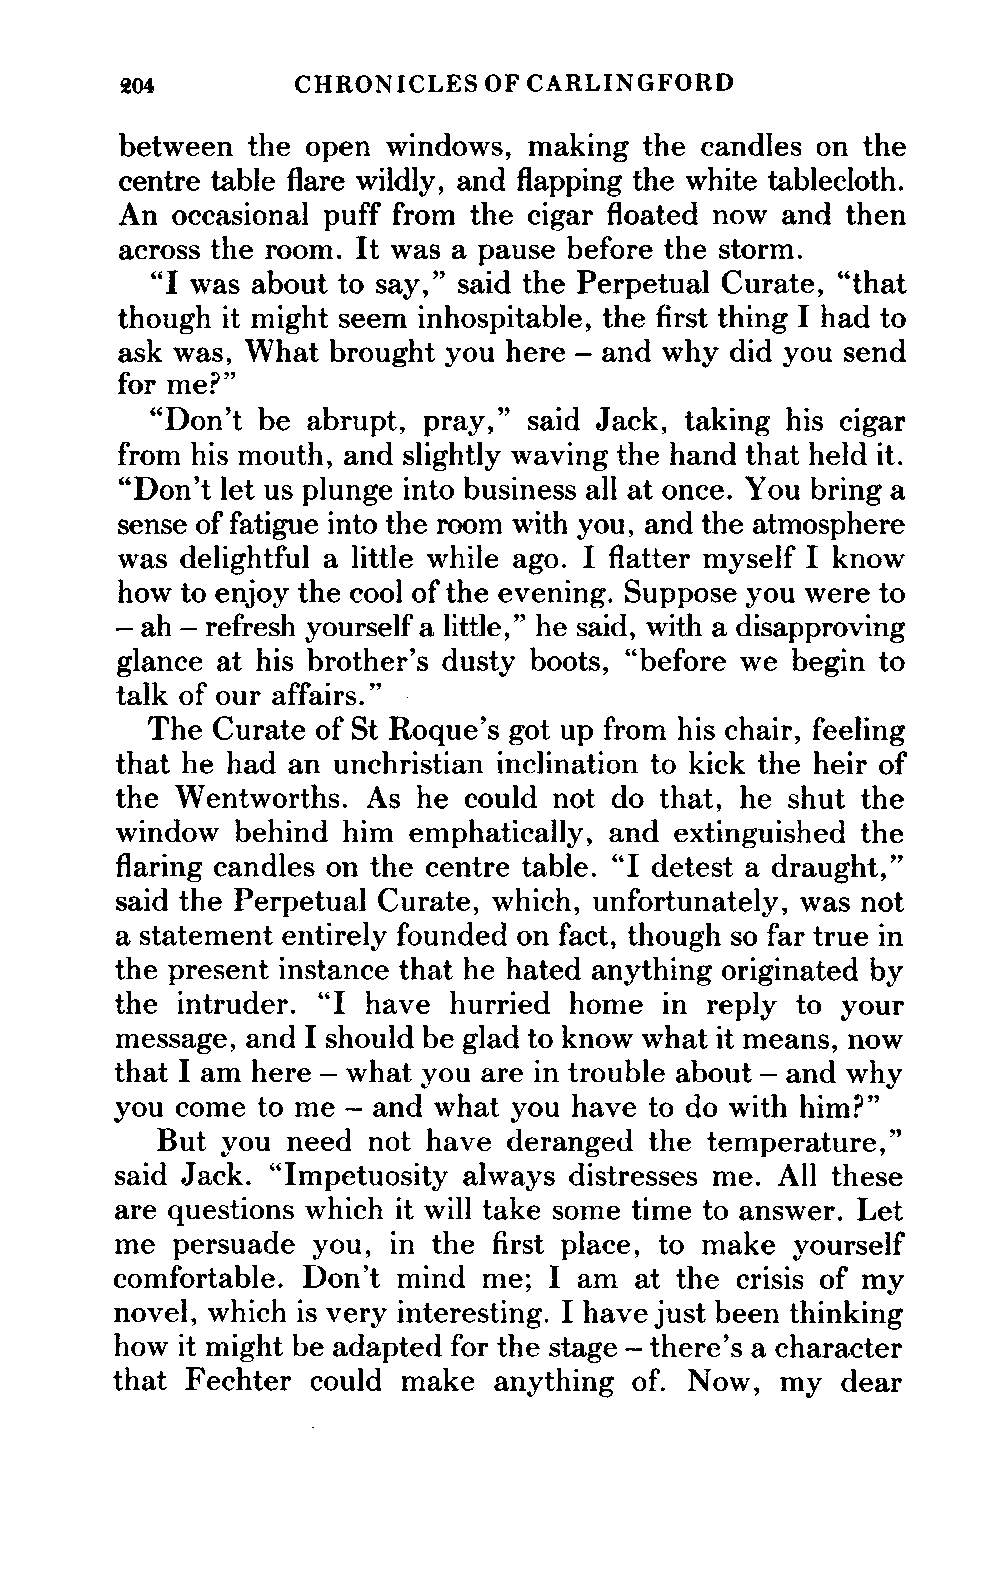 204 CHRONICLES OF CARLINGFORD
between the open windows, making the candles on the
centre table flare wildly, and flapping the white tablecloth.
An occasional puff from the cigar floated now and then
across the room. It was a pause before the storm.
“I was about to say,” said the Perpetual Curate, “that
though it might seem inhospitable, the first thing I had to
ask was, What brought you here – and why did you send
for me?”
“Don’t be abrupt, pray,” said Jack, taking his cigar
from his mouth, and slightly waving the hand that held it.
“Don’t let us plunge into business all at once. You bring a
sense of fatigue into the room with you, and the atmosphere
was delightful a little while ago. I flatter myself I know
how to enjoy the cool of the evening. Suppose you were to
– ah – refresh yourself a little,” he said, with a disapproving
glance at his brother’s dusty boots, “before we begin to
talk of our affairs.”
The Curate of St Roque’s got up from his chair, feeling
that he had an unchristian inclination to kick the heir of
the Wentworths. As he could not do that, he shut the
window behind him emphatically, and extinguished the
flaring candles on the centre table. “I detest a draught,”
said the Perpetual Curate, which, unfortunately, was not
a statement entirely founded on fact, though so far true in
the present instance that he hated anything originated by
the intruder. “I have hurried home in reply to your
message, and I should be glad to know what it means, now
that I am here – what you are in trouble about – and why
you come to me – and what you have to do with him?”
But you need not have deranged the temperature,”
said Jack. “Impetuosity always distresses me. All these
are questions which it will take some time to answer. Let
me persuade you, in the first place, to make yourself
comfortable. Don’t mind me; I am at the crisis of my
novel, which is very interesting. I have just been thinking
how it might be adapted for the stage – there’s a character
that Fechter could make anything of. Now, my dear